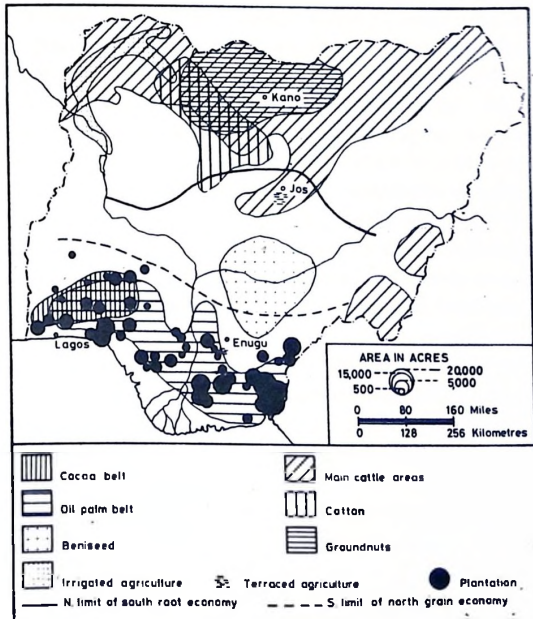 Kano
Jos
Enugu
Lagos
AREA IN ACRES
15,000 20,000
500 5,000
0 80 160 Miles
0 128 256 Kilometres
Cocoa belt Main cattle areas
Oil palm belt Cotton
Beniseed Groundnuts
Irrigated agriculture Terraced agriculture Plantation
N. limit of south root economy S. limit of north grain economy